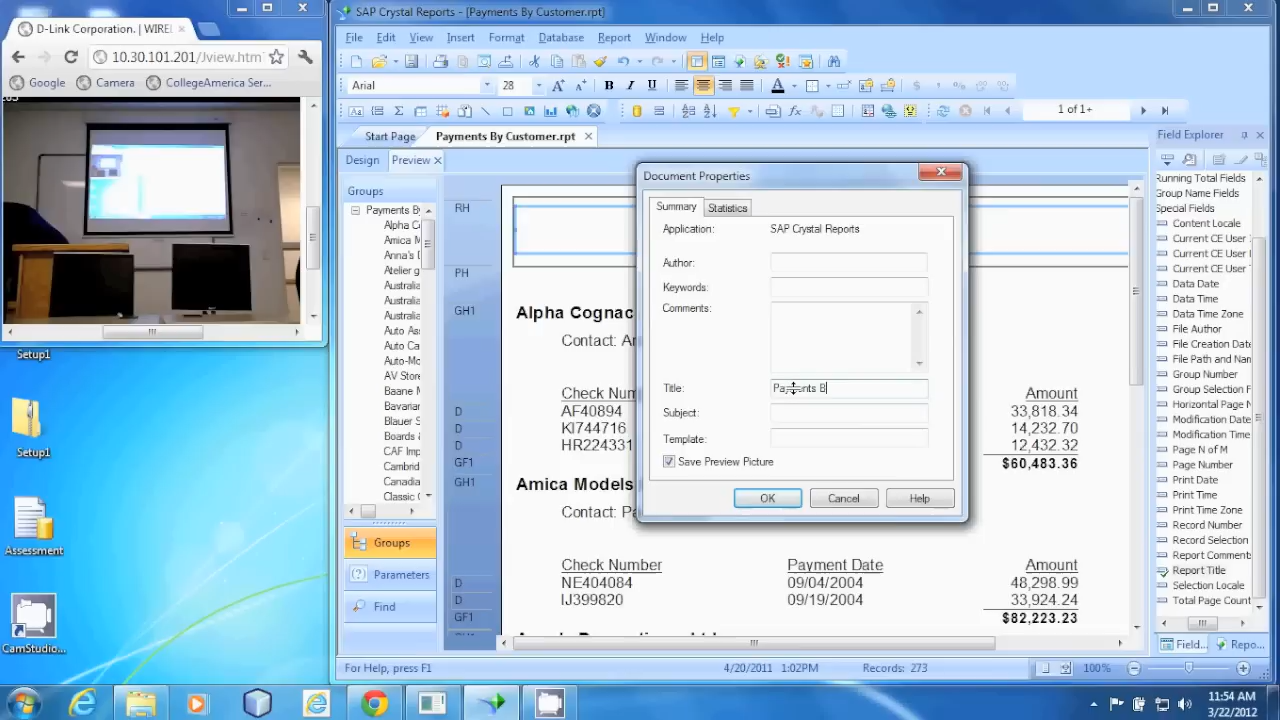 D-Link Corporation. | WIREL
10.30.101.201/Jview.htm
Google
Camera
CollegeAmerica Ser...
Setup1
Setup1
Assessment
CamStudio...
SAP Crystal Reports - [Payments By Customer.rpt]
File Edit View Insert Format Database Report Window Help
Arial 28
1 of 1+
Start Page
Payments By Customer.rpt
Design Preview
Groups
Payments By
Alpha Co
Amica M
Anna's D
Atelier g
Australia
Australia
Australia
Auto Ass
Auto Ca
Auto-Mo
AV Store
Baane M
Bavarian
Blauer S
Boards &
CAF Imp
Cambrid
Canadia
Classic C
Groups
Parameters
Find
RH
PH
GH1
Alpha Cognac
Contact: Ar
Check Num Amount
D AF40894 33,818.34
D KI744716 14,232.70
D HR224331 12,432.32
GF1 $60,483.36
GH1 Amica Models
Contact: Pa
Check Number Payment Date Amount
D NE404084 09/04/2004 48,298.99
D IJ399820 09/19/2004 33,924.24
GF1 $82,223.23
Document Properties
Summary Statistics
Application: SAP Crystal Reports
Author:
Keywords:
Comments:
Title: Payments B
Subject:
Template:
Save Preview Picture
OK Cancel Help
Field Explorer
Running Total Fields
Group Name Fields
Special Fields
Content Locale
Current CE User
Current CE User
Current CE User
Data Date
Data Time
Data Time Zone
File Author
File Creation Date
File Path and Nam
Group Number
Group Selection F
Horizontal Page N
Modification Date
Modification Time
Page N of M
Page Number
Print Date
Print Time
Print Time Zone
Record Number
Record Selection
Report Comments
Report Title
Selection Locale
Total Page Count
Field...
Repo...
For Help, press F1 4/20/2011 1:02PM Records: 273 100%
11:54 AM
3/22/2012